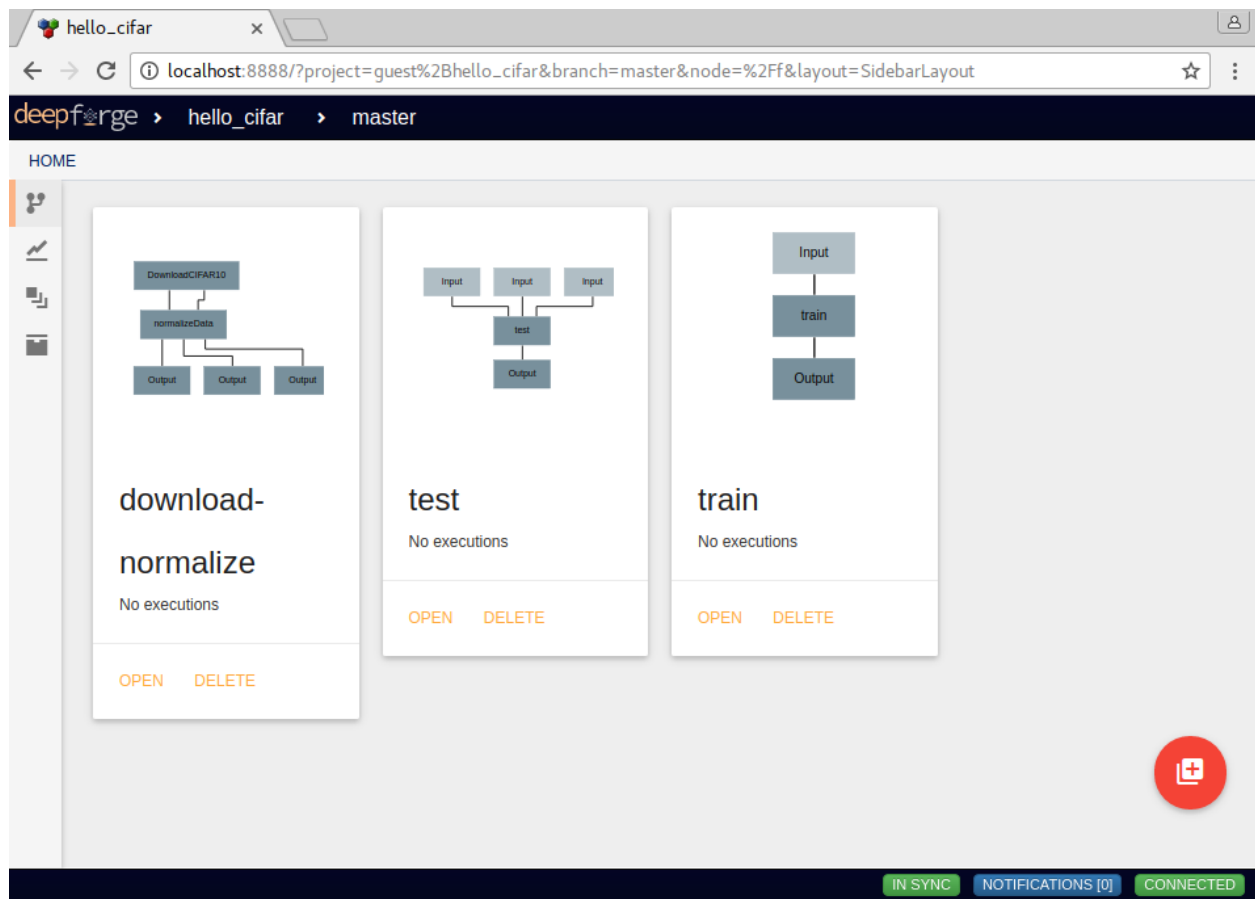 hello_cifar
localhost:8888/?project=guest%2Bhello_cifar&branch=master&node=%2Ff&layout=SidebarLayout
deepforge › hello_cifar › master
HOME
DownloadCIFAR10
normalizeData
Output Output Output
download-
normalize
No executions
OPEN DELETE
Input Input Input
test
Output
test
No executions
OPEN DELETE
Input
train
Output
train
No executions
OPEN DELETE
IN SYNC NOTIFICATIONS [0] CONNECTED